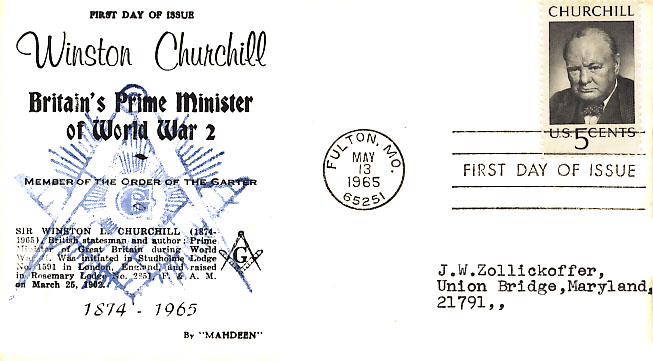 FIRST DAY OF ISSUE
Winston Churchill
Britain's Prime Minister
of World War 2
MEMBER OF THE ORDER OF THE GARTER
SIR WINSTON L. CHURCHILL (1874-
1965), British statesman and author; Prime
Minister of Great Britain during World
War II. Was initiated in Studholme Lodge
No. 1591 in London, England, and raised
in Rosemary Lodge No. 2851, F. & A. M.
on March 25, 1902.
G
G
1874 - 1965
By "MAHDEEN"
FULTON, MO.
MAY
13
1965
65251
CHURCHILL
U.S. 5 CENTS
FIRST DAY OF ISSUE
J.W.Zollickoffer,
Union Bridge,Maryland,
21791,,